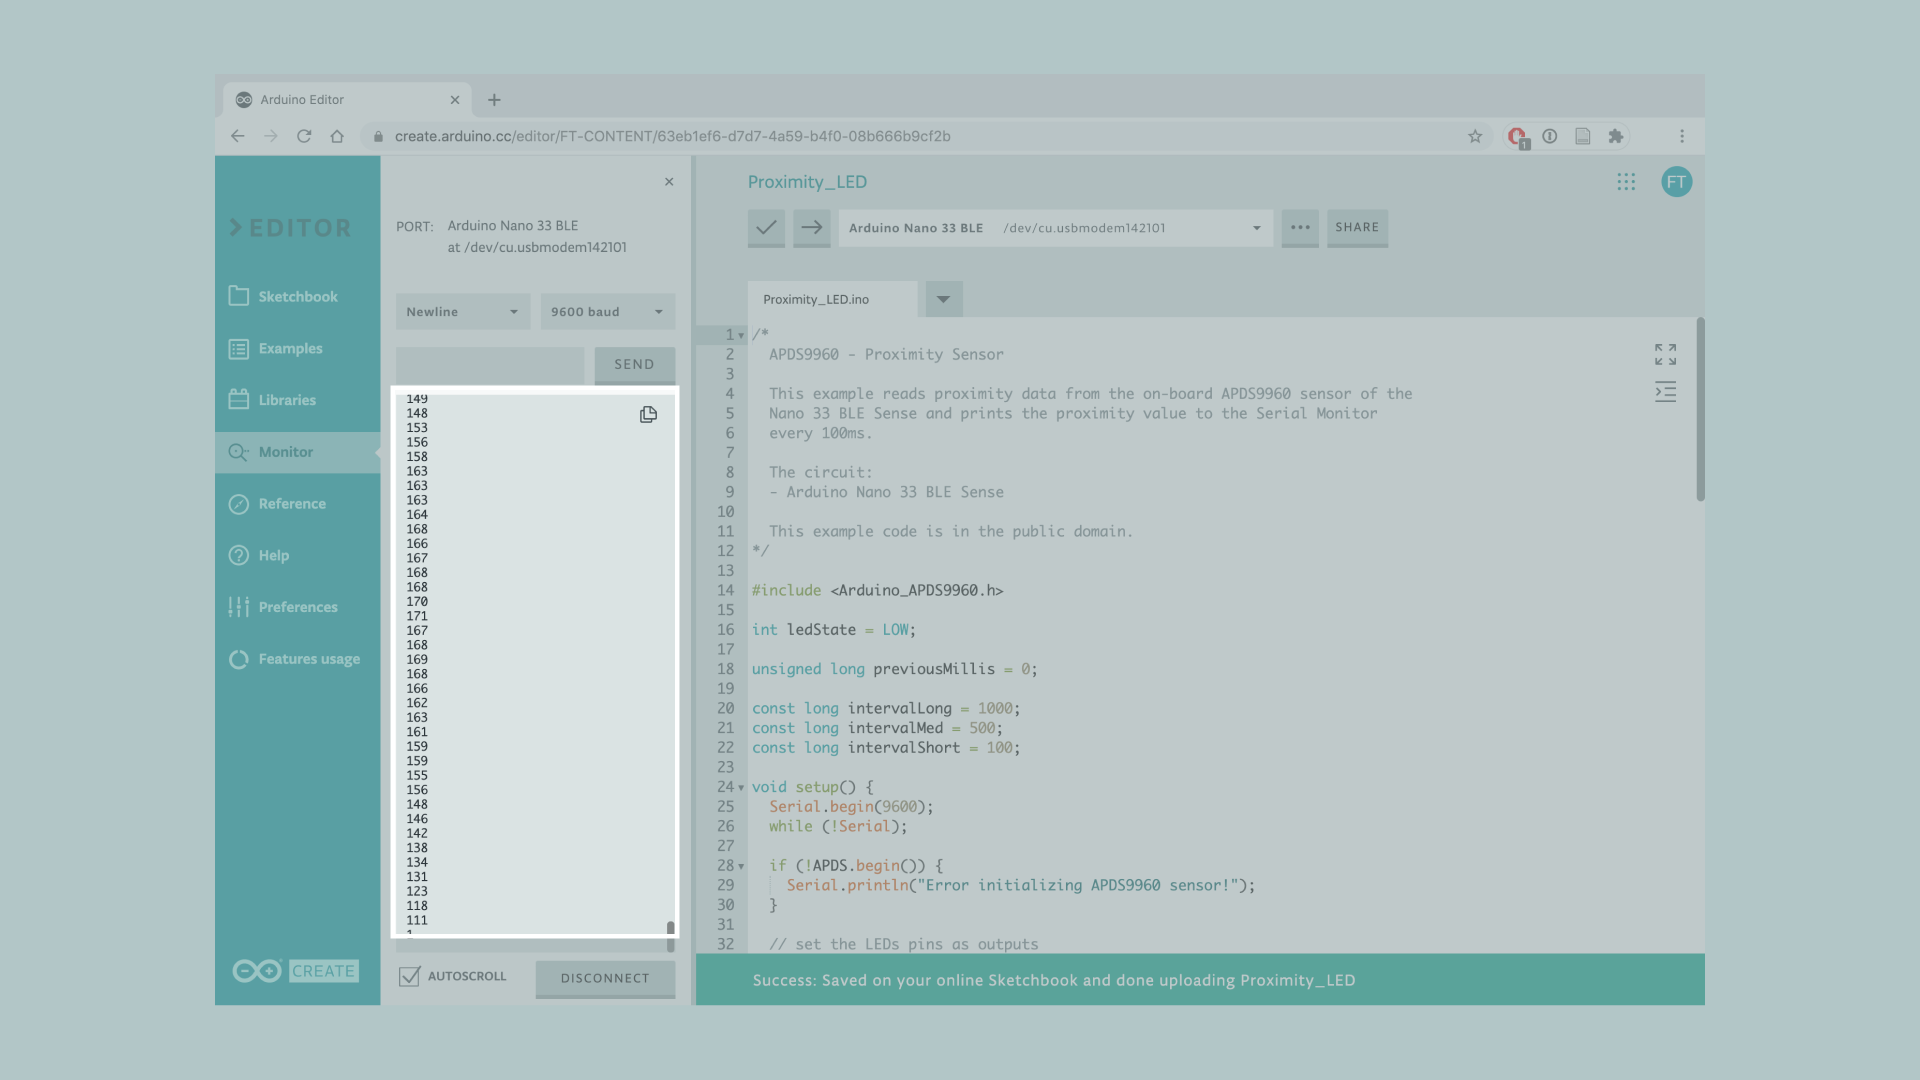 Arduino Editor
create.arduino.cc/editor/FT-CONTENT/63eb1ef6-d7d7-4a59-b4f0-08b666b9cf2b
1
EDITOR
Sketchbook
Examples
Libraries
Monitor
Reference
Help
Preferences
Features usage
CREATE
PORT: Arduino Nano 33 BLE
at /dev/cu.usbmodem142101
Newline
9600 baud
SEND
149
148
153
156
158
163
163
163
164
168
166
167
168
168
170
171
167
168
169
168
166
162
163
161
159
159
155
156
148
146
142
138
134
131
123
118
111
AUTOSCROLL
DISCONNECT
Proximity_LED
FT
Arduino Nano 33 BLE /dev/cu.usbmodem142101
SHARE
Proximity_LED.ino
1 /*
2 APDS9960 - Proximity Sensor
3
4 This example reads proximity data from the on-board APDS9960 sensor of the
5 Nano 33 BLE Sense and prints the proximity value to the Serial Monitor
6 every 100ms.
7
8 The circuit:
9 - Arduino Nano 33 BLE Sense
10
11 This example code is in the public domain.
12 */
13
14 #include <Arduino_APDS9960.h>
15
16 int ledState = LOW;
17
18 unsigned long previousMillis = 0;
19
20 const long intervalLong = 1000;
21 const long intervalMed = 500;
22 const long intervalShort = 100;
23
24 void setup() {
25 Serial.begin(9600);
26 while (!Serial);
27
28 if (!APDS.begin()) {
29 Serial.println("Error initializing APDS9960 sensor!");
30 }
31
32 // set the LEDs pins as outputs
Success: Saved on your online Sketchbook and done uploading Proximity_LED